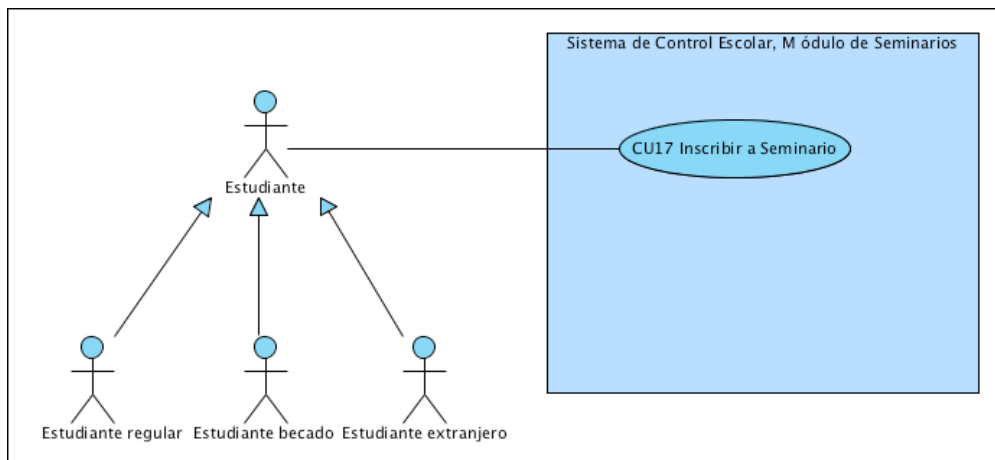 Sistema de Control Escolar, M ódulo de Seminarios
CU17 Inscribir a Seminario
Estudiante
Estudiante regular
Estudiante becado
Estudiante extranjero